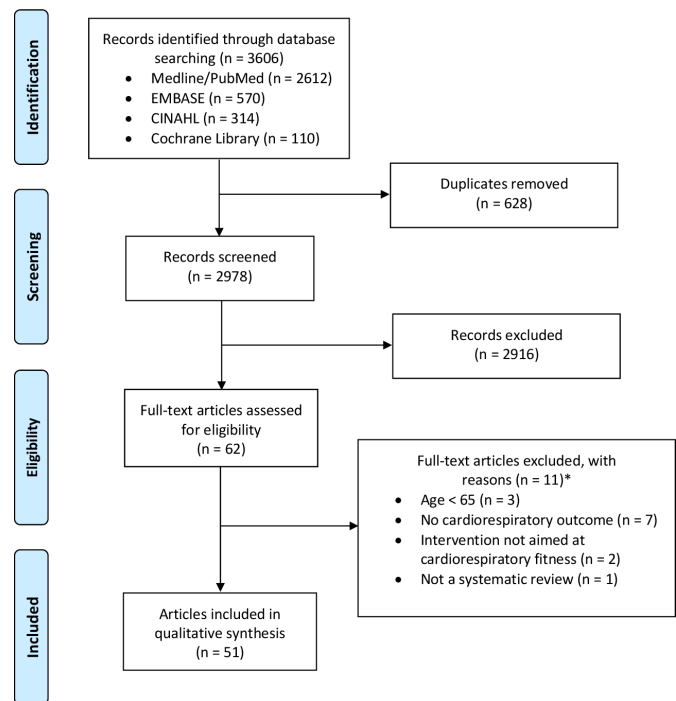 Identification
Records identified through database
searching (n = 3606)
• Medline/PubMed (n = 2612)
• EMBASE (n = 570)
• CINAHL (n = 314)
• Cochrane Library (n = 110)
Duplicates removed
(n = 628)
Screening
Records screened
(n = 2978)
Records excluded
(n = 2916)
Eligibility
Full-text articles assessed
for eligibility
(n = 62)
Full-text articles excluded, with
reasons (n = 11)*
• Age < 65 (n = 3)
• No cardiorespiratory outcome (n = 7)
• Intervention not aimed at
cardiorespiratory fitness (n = 2)
• Not a systematic review (n = 1)
Included
Articles included in
qualitative synthesis
(n = 51)